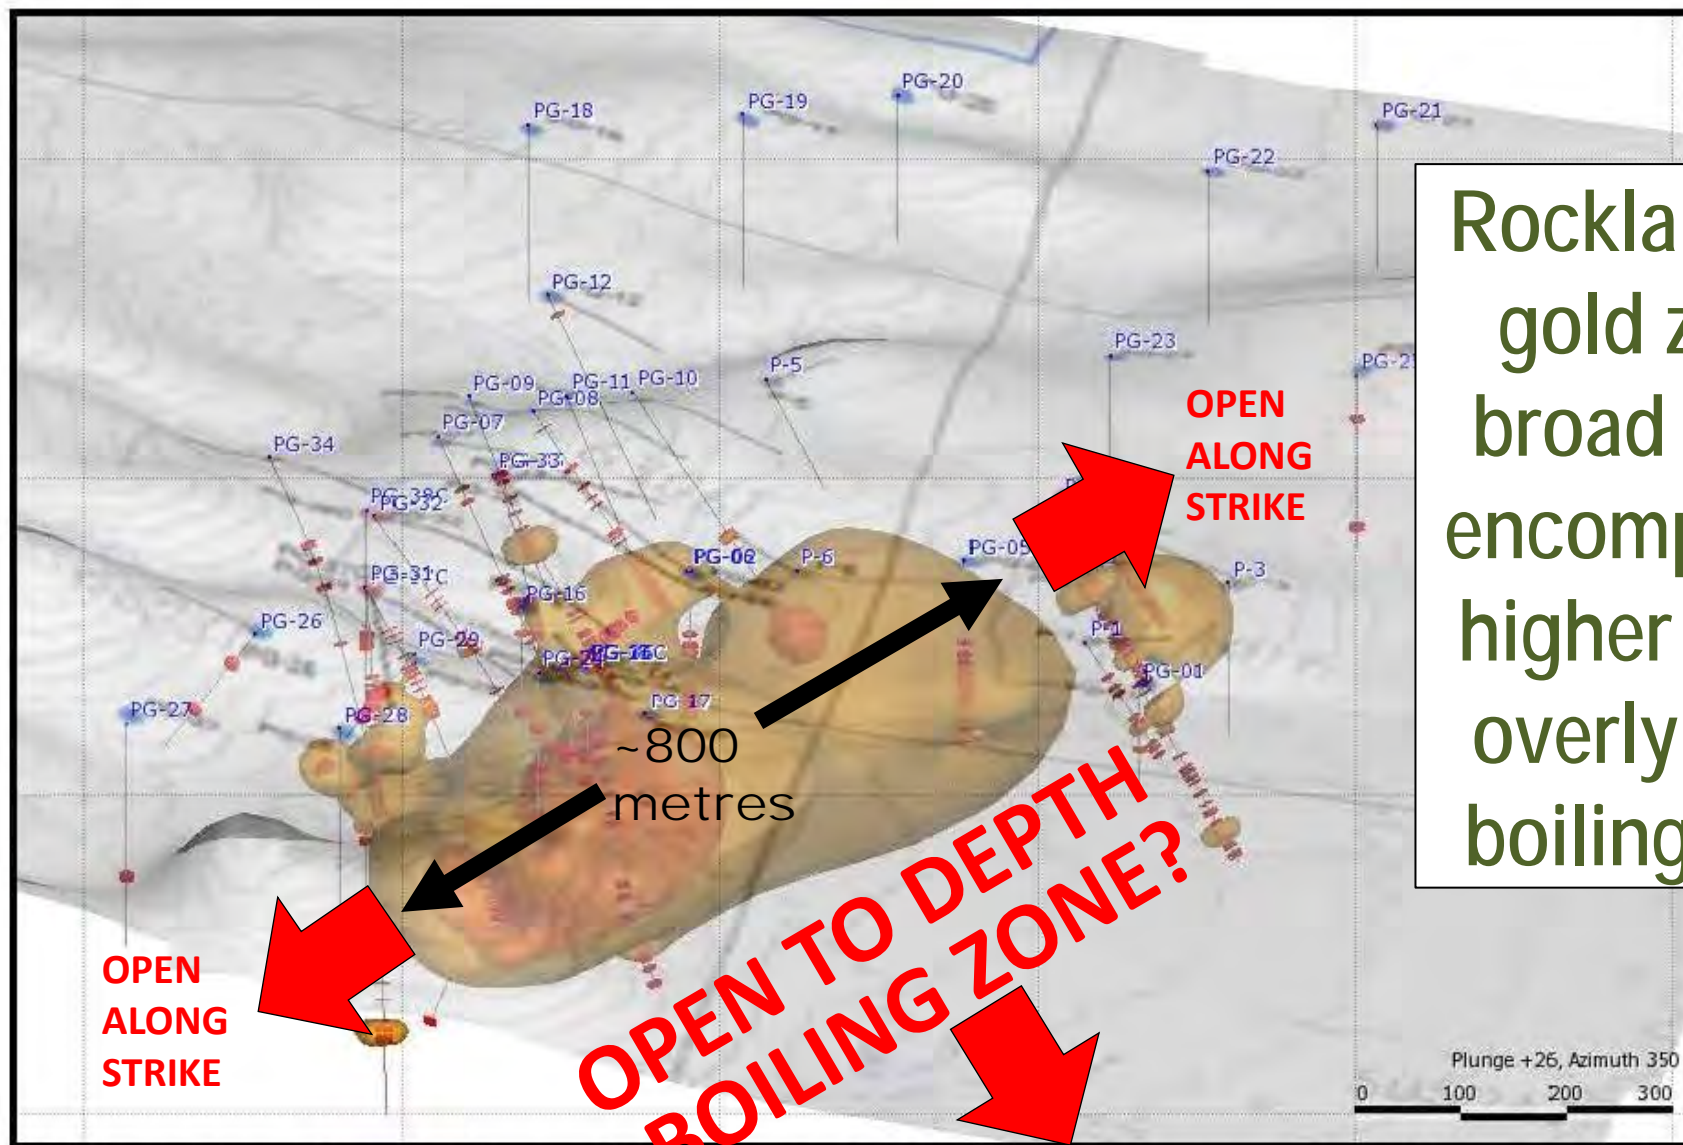 PG-20
PG-18
PG-19
PG-21
PG-22
PG-12
PG-23
P-5
PG-09
PG-11
PG-10
PG-08
PG-07
PG-34
PG-33
PG-32
PG-06
P-6
PG-05
P-3
PG-31C
PG-16
PG-26
PG-29
P-1
PG-01
PG-27
PG-28
PG-17
OPEN
ALONG
STRIKE
~800
metres
OPEN
ALONG
STRIKE
OPEN TO DEPTH
BOILING ZONE?
Rockla
gold z
broad
encomp
higher
overly
boiling
Plunge +26, Azimuth 350
0 100 200 300